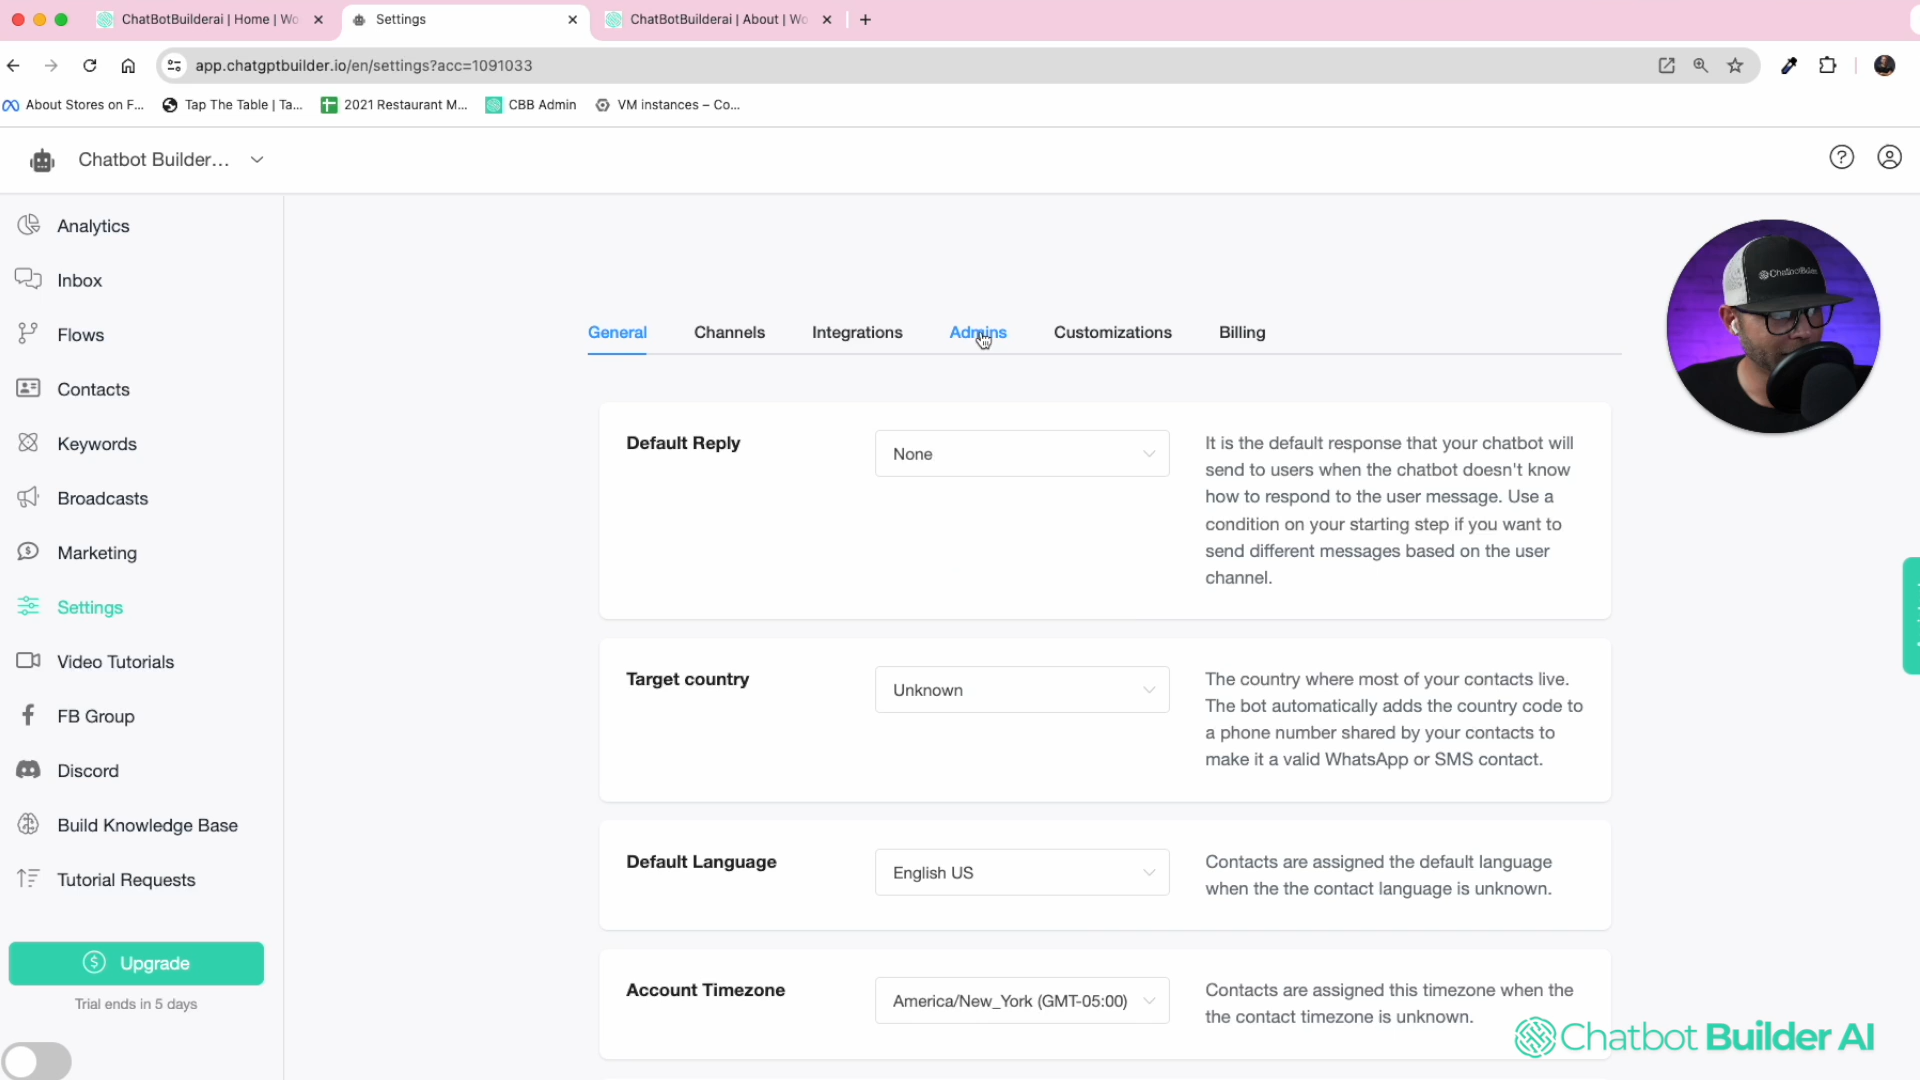 ChatBotBuilderai | Home | Wo
Settings
ChatBotBuilderai | About | Wo
app.chatgptbuilder.io/en/settings?acc=1091033
About Stores on F...
Tap The Table | Ta...
2021 Restaurant M...
CBB Admin
VM instances – Co...
Chatbot Builder...
Analytics
Inbox
Flows
Contacts
Keywords
Broadcasts
Marketing
Settings
Video Tutorials
FB Group
Discord
Build Knowledge Base
Tutorial Requests
Upgrade
Trial ends in 5 days
General
Channels
Integrations
Admins
Customizations
Billing
ChatbotBuilder
Default Reply
None
It is the default response that your chatbot will
send to users when the chatbot doesn't know
how to respond to the user message. Use a
condition on your starting step if you want to
send different messages based on the user
channel.
Target country
Unknown
The country where most of your contacts live.
The bot automatically adds the country code to
a phone number shared by your contacts to
make it a valid WhatsApp or SMS contact.
Default Language
English US
Contacts are assigned the default language
when the the contact language is unknown.
Account Timezone
America/New_York (GMT-05:00)
Contacts are assigned this timezone when the
the contact timezone is unknown.
Chatbot Builder AI